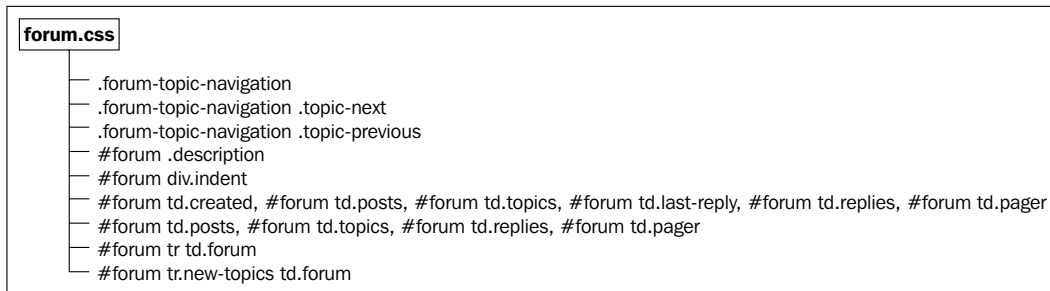 forum.css
.forum-topic-navigation
.forum-topic-navigation .topic-next
.forum-topic-navigation .topic-previous
#forum .description
#forum div.indent
#forum td.created, #forum td.posts, #forum td.topics, #forum td.last-reply, #forum td.replies, #forum td.pager
#forum td.posts, #forum td.topics, #forum td.replies, #forum td.pager
#forum tr td.forum
#forum tr.new-topics td.forum